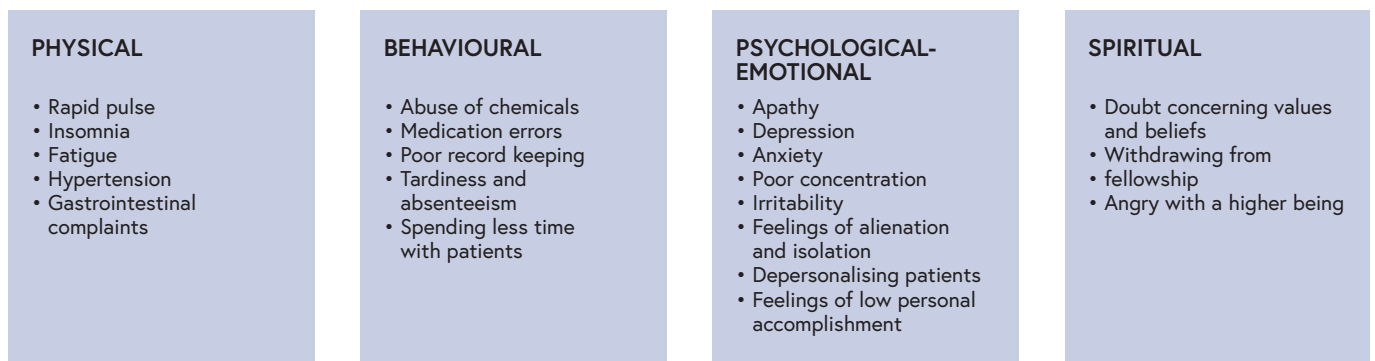 PHYSICAL
• Rapid pulse
• Insomnia
• Fatigue
• Hypertension
• Gastrointestinal
complaints
BEHAVIOURAL
• Abuse of chemicals
• Medication errors
• Poor record keeping
• Tardiness and
absenteeism
• Spending less time
with patients
PSYCHOLOGICAL-
EMOTIONAL
• Apathy
• Depression
• Anxiety
• Poor concentration
• Irritability
• Feelings of alienation
and isolation
• Depersonalising patients
• Feelings of low personal
accomplishment
SPIRITUAL
• Doubt concerning values
and beliefs
• Withdrawing from
• fellowship
• Angry with a higher being